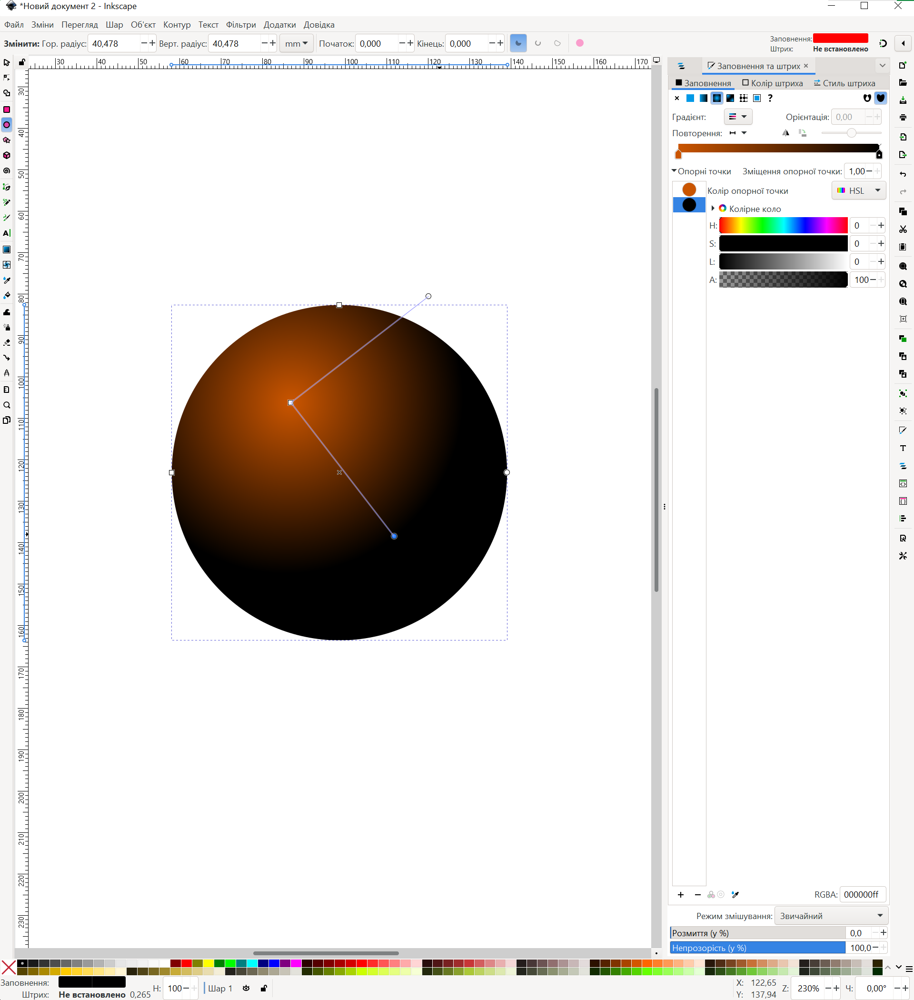 *Новий документ 2 - Inkscape
Файл Зміни Перегляд Шар Об'єкт Контур Текст Фільтри Додатки Довідка
Змінити: Гор. радіус: 40,478 Верт. радіус: 40,478 mm Початок: 0,000 Кінець: 0,000
Заповнення:
Штрих: Не встановлено
30 40 50 60 70 80 90 100 110 120 130 140 150 160 170
30
40
50
60
70
80
90
100
110
120
130
140
150
160
170
180
190
200
210
220
230
Заповнення та штрих
Заповнення Колір штриха Стиль штриха
Градієнт: Орієнтація: 0,00
Повторення:
Опорні точки Зміщення опорної точки: 1,00
Колір опорної точки HSL
Колірне коло
H: 0
S: 0
L: 0
A: 100
RGBA: 000000ff
Режим змішування: Звичайний
Розмиття (у %) 0,0
Непрозорість (у %) 100,0
Заповнення:
Штрих: Не встановлено 0,265
Н: 100
Шар 1
X: 122,65
Y: 137,94
Z: 230%
Ч: 0,00°